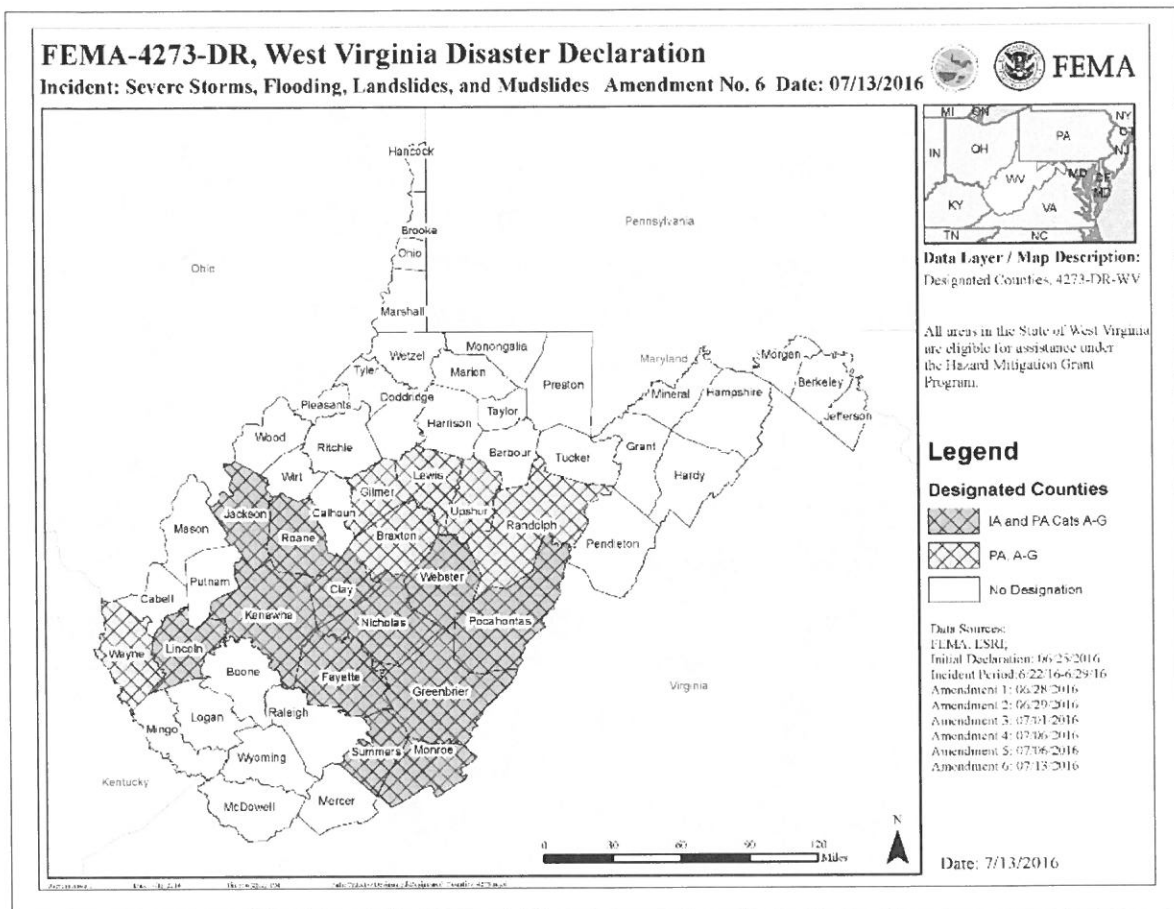 FEMA-4273-DR, West Virginia Disaster Declaration
Incident: Severe Storms, Flooding, Landslides, and Mudslides Amendment No. 6 Date: 07/13/2016
FEMA
MI
ON
NY
PA
CT
NJ
IN
OH
MD
DE
WV
MD
KY
VA
TN
NC
Data Layer / Map Description:
Designated Counties, 4273-DR-WV
All areas in the State of West Virginia
are eligible for assistance under
the Hazard Mitigation Grant
Program.
Legend
Designated Counties
IA and PA Cats A-G
PA, A-G
No Designation
Data Sources:
FEMA, ESRI,
Initial Declaration: 06/25/2016
Incident Period:6/22/16-6/29/16
Amendment 1: 06/28/2016
Amendment 2: 06/29/2016
Amendment 3: 07/01/2016
Amendment 4: 07/06/2016
Amendment 5: 07/06/2016
Amendment 6: 07/13/2016
Date: 7/13/2016
Hancock
Pennsylvania
Brooke
Ohio
Ohio
Marshall
Wetzel
Monongalia
Maryland
Morgan
Tyler
Marion
Preston
Berkeley
Pleasants
Doddridge
Mineral
Hampshire
Taylor
Jefferson
Wood
Ritchie
Harrison
Grant
Barbour
Tucker
Wirt
Lewis
Hardy
Gilmer
Jackson
Calhoun
Upshur
Randolph
Mason
Roane
Braxton
Pendleton
Putnam
Webster
Cabell
Clay
Kanawha
Nicholas
Pocahontas
Wayne
Lincoln
Boone
Fayette
Greenbrier
Virginia
Logan
Raleigh
Mingo
Wyoming
Summers
Monroe
Kentucky
McDowell
Mercer
N
0 30 60 90 120
Miles